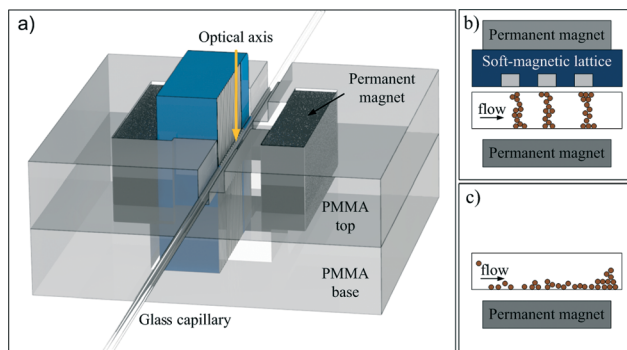 a)
Optical axis
Permanent
magnet
PMMA
top
PMMA
base
Glass capillary
b)
Permanent magnet
Soft-magnetic lattice
flow
Permanent magnet
c)
flow
Permanent magnet